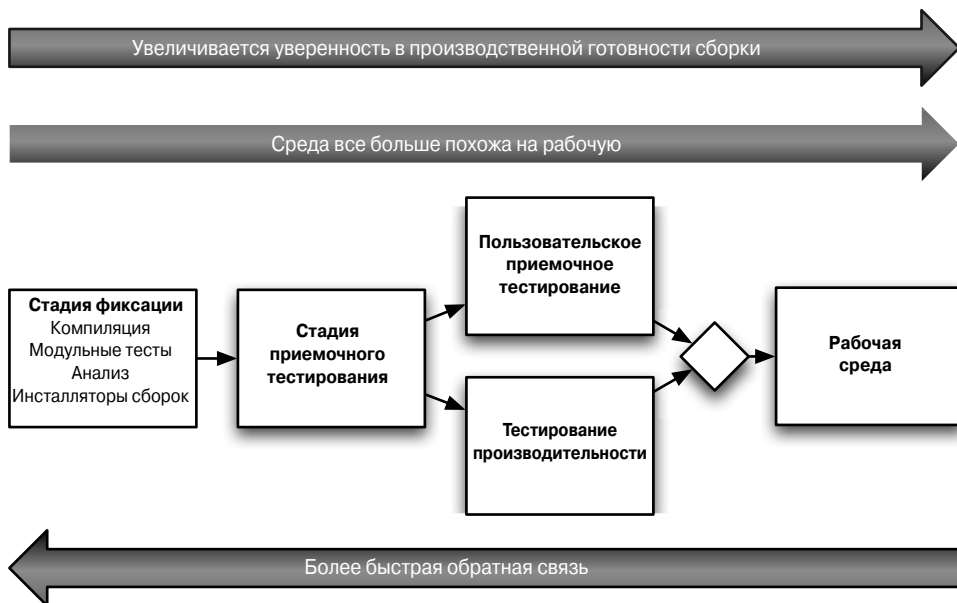 Увеличивается уверенность в производственной готовности сборки
Среда все больше похожа на рабочую
Стадия фиксации
Компиляция
Модульные тесты
Анализ
Инсталляторы сборок
Стадия
приемочного
тестирования
Пользовательское
приемочное
тестирование
Тестирование
производительности
Рабочая
среда
Более быстрая обратная связь